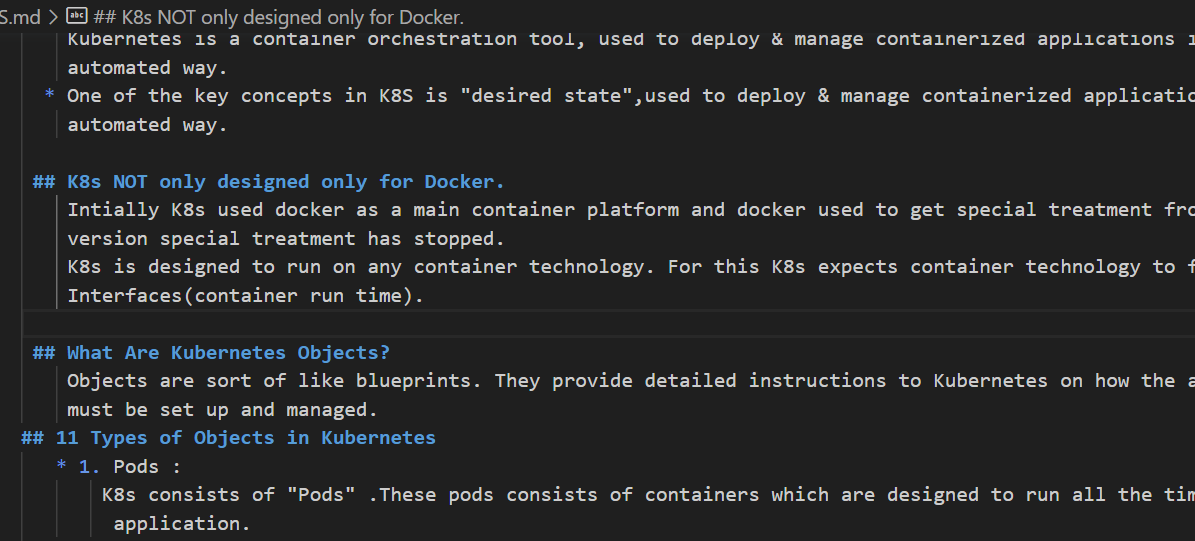 S.md > ## K8s NOT only designed only for Docker.
Kubernetes is a container orchestration tool, used to deploy & manage containerized applications
automated way.
* One of the key concepts in K8S is "desired state",used to deploy & manage containerized applicatio
automated way.
## K8s NOT only designed only for Docker.
Intially K8s used docker as a main container platform and docker used to get special treatment fro
version special treatment has stopped.
K8s is designed to run on any container technology. For this K8s expects container technology to f
Interfaces(container run time).
## What Are Kubernetes Objects?
Objects are sort of like blueprints. They provide detailed instructions to Kubernetes on how the a
must be set up and managed.
## 11 Types of Objects in Kubernetes
* 1. Pods :
K8s consists of "Pods" .These pods consists of containers which are designed to run all the tim
application.